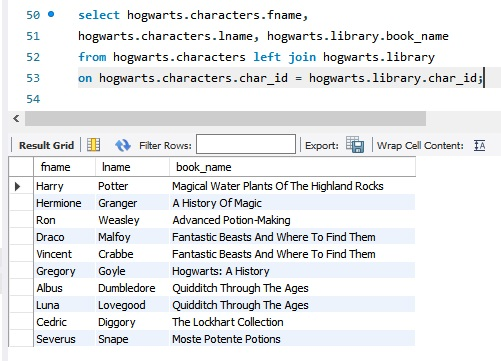 50 select hogwarts.characters.fname,
51 hogwarts.characters.lname, hogwarts.library.book_name
52 from hogwarts.characters left join hogwarts.library
53 on hogwarts.characters.char_id = hogwarts.library.char_id;
54
Result Grid Filter Rows: Export: Wrap Cell Content:
fname lname book_name
Harry Potter Magical Water Plants Of The Highland Rocks
Hermione Granger A History Of Magic
Ron Weasley Advanced Potion-Making
Draco Malfoy Fantastic Beasts And Where To Find Them
Vincent Crabbe Fantastic Beasts And Where To Find Them
Gregory Goyle Hogwarts: A History
Albus Dumbledore Quidditch Through The Ages
Luna Lovegood Quidditch Through The Ages
Cedric Diggory The Lockhart Collection
Severus Snape Moste Potente Potions